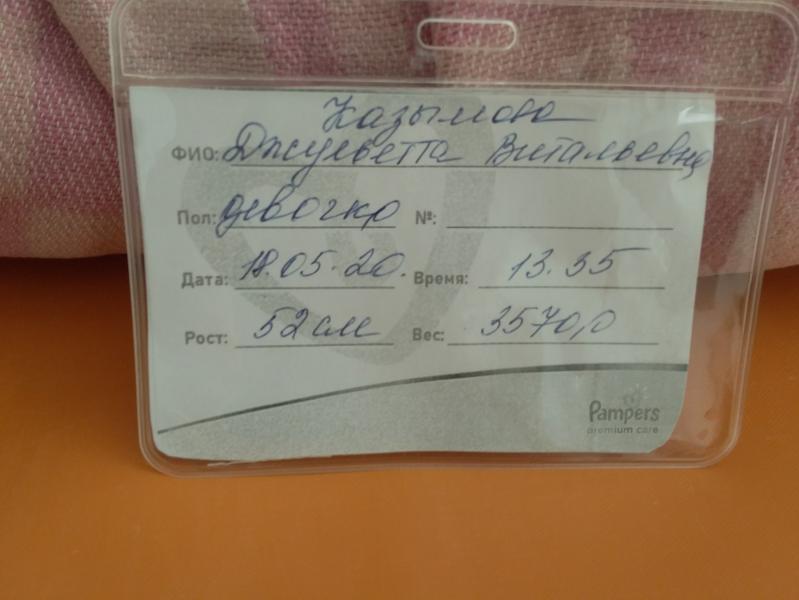 Казымова
ФИО: Джульетта Витальевна
Пол: девочка №:
Дата: 18.05.20. Время: 13.35
Рост: 52 см Вес: 3570 р
Pampers
premium care